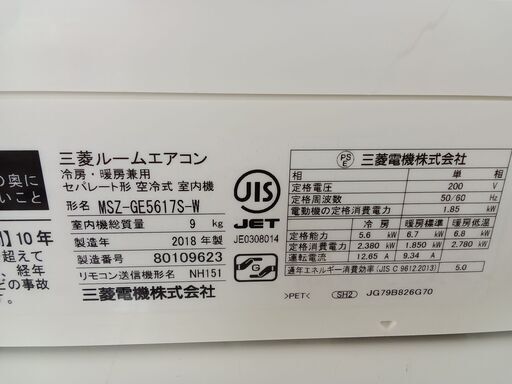 の奥に
いこと
】10年
超えて
く、経年
どの事故
三菱ルームエアコン
冷房・暖房兼用
セパレート形 空冷式 室内機
形名 MSZ-GE5617S-W
室内機総質量 9 kg
製造年 2018 年製
製造番号 80109623
リモコン送信機形名 NH151
三菱電機株式会社
JIS
JET
JE0308014
PSE 三菱電機株式会社
相 単 相
定格電圧 200 V
定格周波数 50/60 Hz
電動機の定格消費電力 1.85 kW
冷 房 暖房標準 暖房低温
定格能力 5.6 kW 6.7 kW 6.8 kW
定格消費電力 2.380 kW 1.850 kW 2.780 kW
運転電流 12.65 A 9.34 A
通年エネルギー消費効率(JIS C 9612:2013) 5.0
>PET< SH2 JG79B826G70